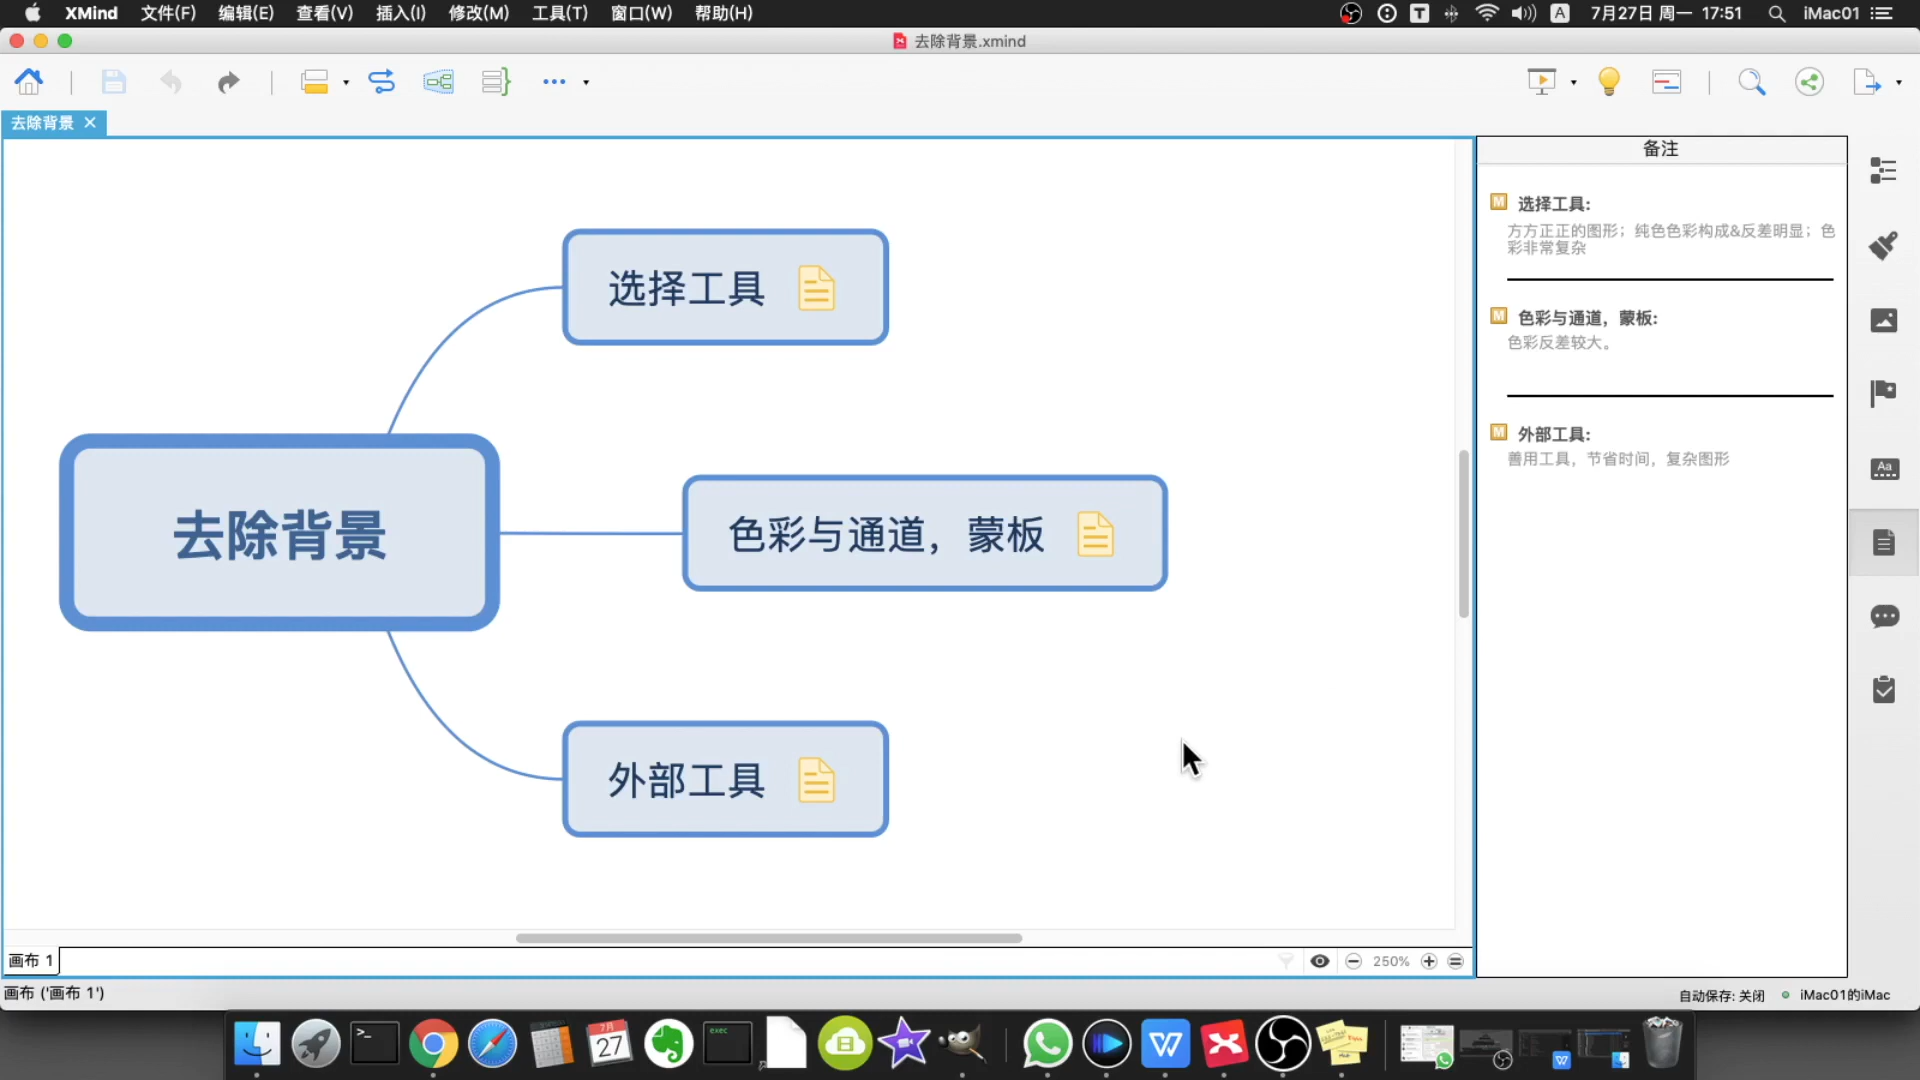 XMind 文件(F) 编辑(E) 查看(V) 插入(I) 修改(M) 工具(T) 窗口(W) 帮助(H) T A 7月27日 周一 17:51 iMac01
去除背景.xmind
去除背景
备注
选择工具:
方方正正的图形；纯色色彩构成&反差明显；色
彩非常复杂
色彩与通道，蒙板:
色彩反差较大。
外部工具:
善用工具，节省时间，复杂图形
选择工具
去除背景
色彩与通道，蒙板
外部工具
Aa
画布 1
250%
画布 ('画布 1')
自动保存: 关闭 iMac01的iMac
7月
27
exec